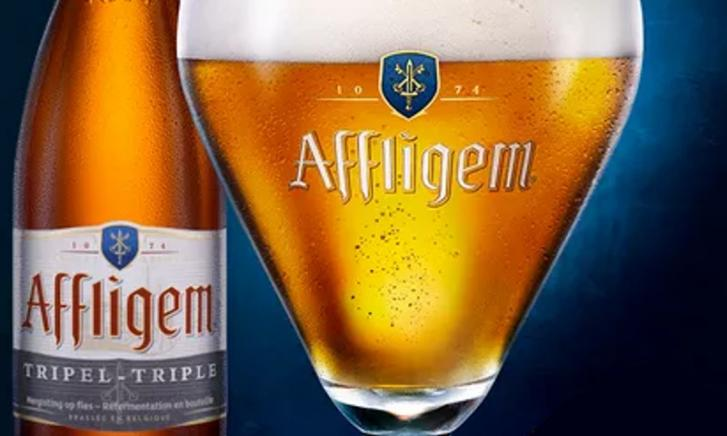 10 74
Affligem
10 74
Affligem
TRIPEL-TRIPLE
Hergisting op fles – Refermentation en bouteille
BRASSÉE EN BELGIQUE